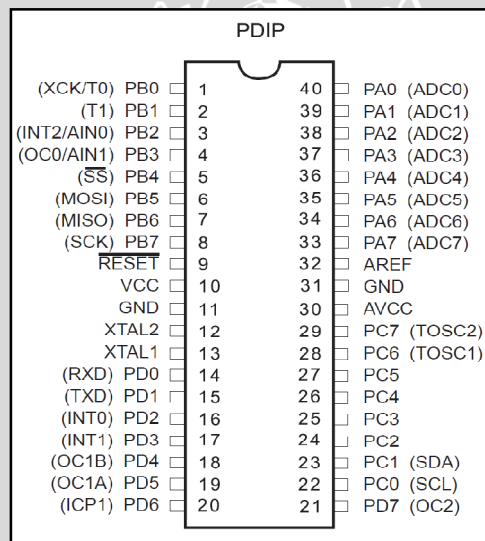 PDIP
(XCK/T0) PB0 1 40 PA0 (ADC0)
(T1) PB1 2 39 PA1 (ADC1)
(INT2/AIN0) PB2 3 38 PA2 (ADC2)
(OC0/AIN1) PB3 4 37 PA3 (ADC3)
(SS) PB4 5 36 PA4 (ADC4)
(MOSI) PB5 6 35 PA5 (ADC5)
(MISO) PB6 7 34 PA6 (ADC6)
(SCK) PB7 8 33 PA7 (ADC7)
RESET 9 32 AREF
VCC 10 31 GND
GND 11 30 AVCC
XTAL2 12 29 PC7 (TOSC2)
XTAL1 13 28 PC6 (TOSC1)
(RXD) PD0 14 27 PC5
(TXD) PD1 15 26 PC4
(INT0) PD2 16 25 PC3
(INT1) PD3 17 24 PC2
(OC1B) PD4 18 23 PC1 (SDA)
(OC1A) PD5 19 22 PC0 (SCL)
(ICP1) PD6 20 21 PD7 (OC2)